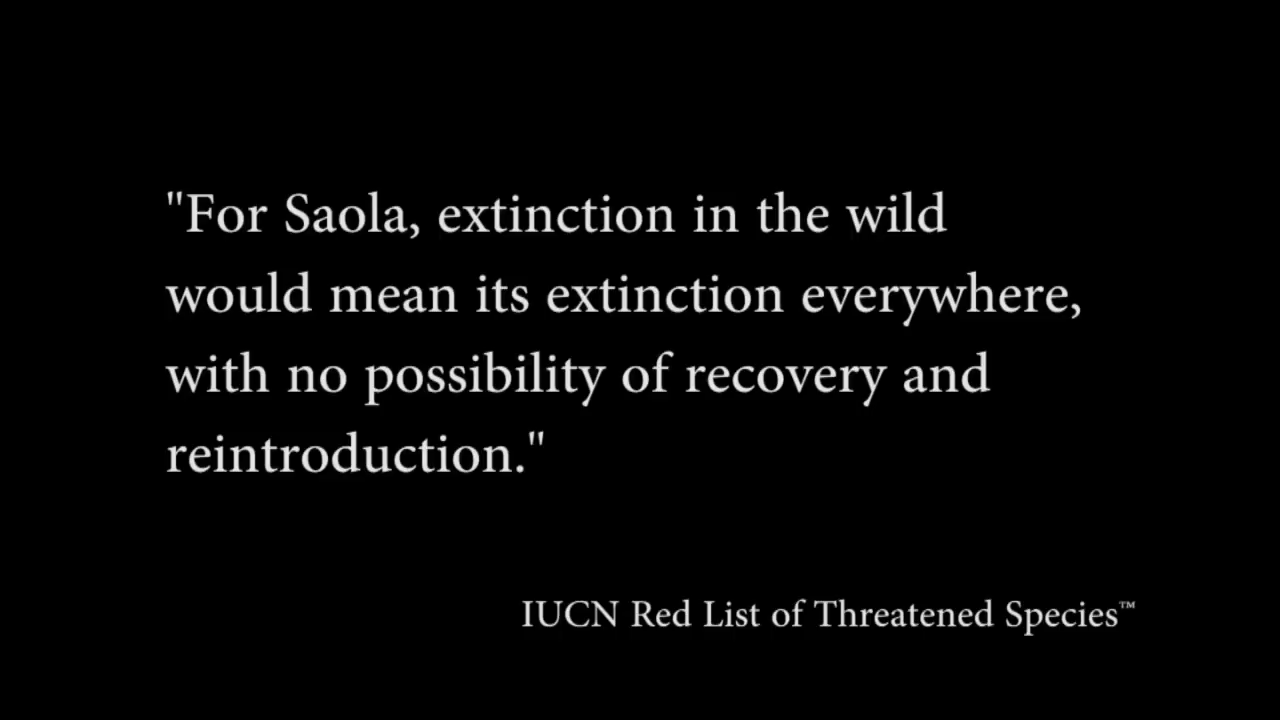 "For Saola, extinction in the wild
would mean its extinction everywhere,
with no possibility of recovery and
reintroduction."
IUCN Red List of Threatened Species™